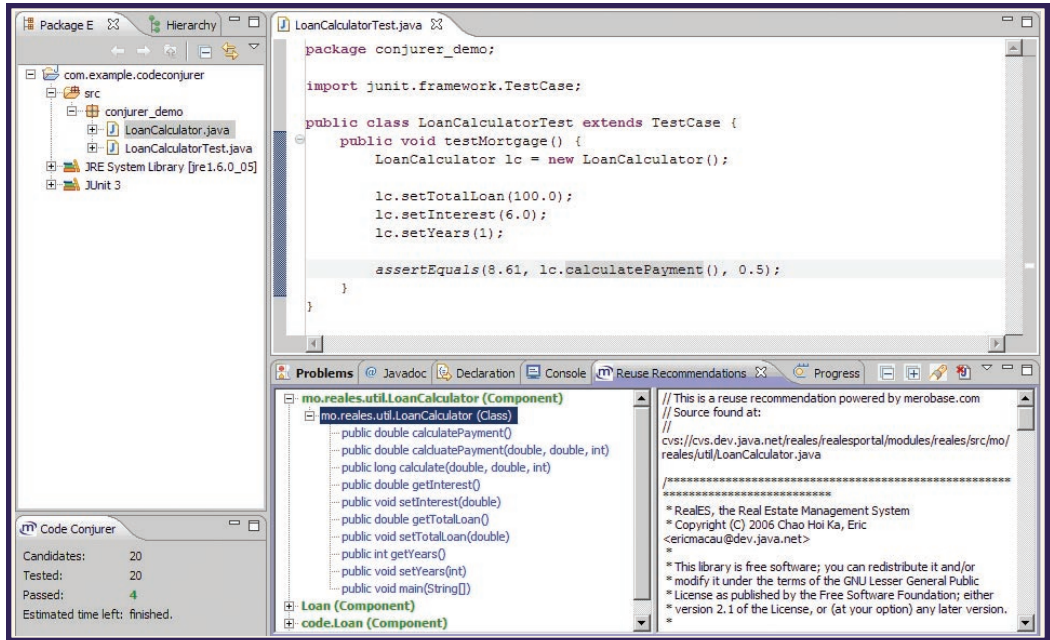 Package E
Hierarchy
com.example.codeconjurer
src
conjurer_demo
LoanCalculator.java
LoanCalculatorTest.java
JRE System Library [jre1.6.0_05]
JUnit 3
Code Conjurer
Candidates: 20
Tested: 20
Passed: 4
Estimated time left: finished.
LoanCalculatorTest.java
package conjurer_demo;
import junit.framework.TestCase;
public class LoanCalculatorTest extends TestCase {
public void testMortgage() {
LoanCalculator lc = new LoanCalculator();
lc.setTotalLoan(100.0);
lc.setInterest(6.0);
lc.setYears(1);
assertEquals(8.61, lc.calculatePayment(), 0.5);
}
}
Problems @ Javadoc Declaration Console Reuse Recommendations Progress
mo.reales.util.LoanCalculator (Component)
mo.reales.util.LoanCalculator (Class)
public double calculatePayment()
public double calcluatePayment(double, double, int)
public long calculate(double, double, int)
public double getInterest()
public void setInterest(double)
public double getTotalLoan()
public void setTotalLoan(double)
public int getYears()
public void setYears(int)
public void main(String[])
Loan (Component)
code.Loan (Component)
// This is a reuse recommendation powered by merobase.com
// Source found at:
//
cvs://cvs.dev.java.net/reales/realesportal/modules/reales/src/mo/
reales/util/LoanCalculator.java
/****************************************************
**************************
* RealES, the Real Estate Management System
* Copyright (C) 2006 Chao Hoi Ka, Eric
<ericmacau@dev.java.net>
*
* This library is free software; you can redistribute it and/or
* modify it under the terms of the GNU Lesser General Public
* License as published by the Free Software Foundation; either
* version 2.1 of the License, or (at your option) any later version.
*